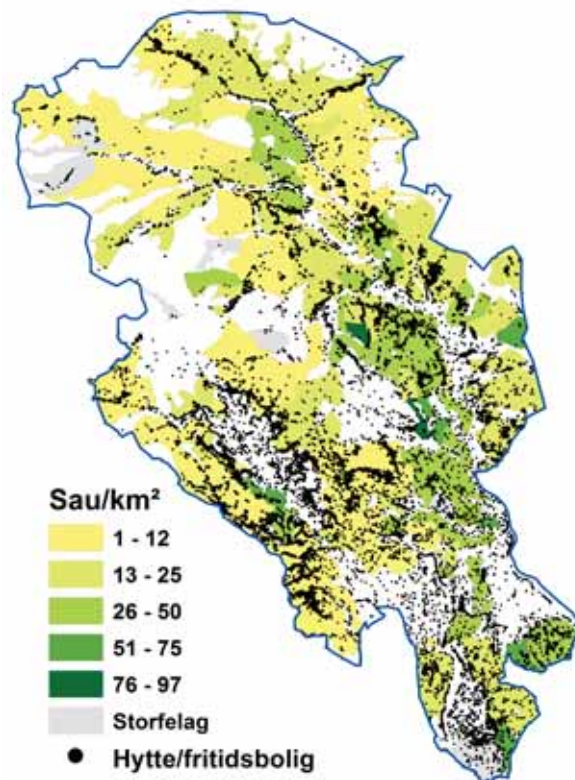 Sau/km²
1 - 12
13 - 25
26 - 50
51 - 75
76 - 97
Storfelag
Hytte/fritidsbolig